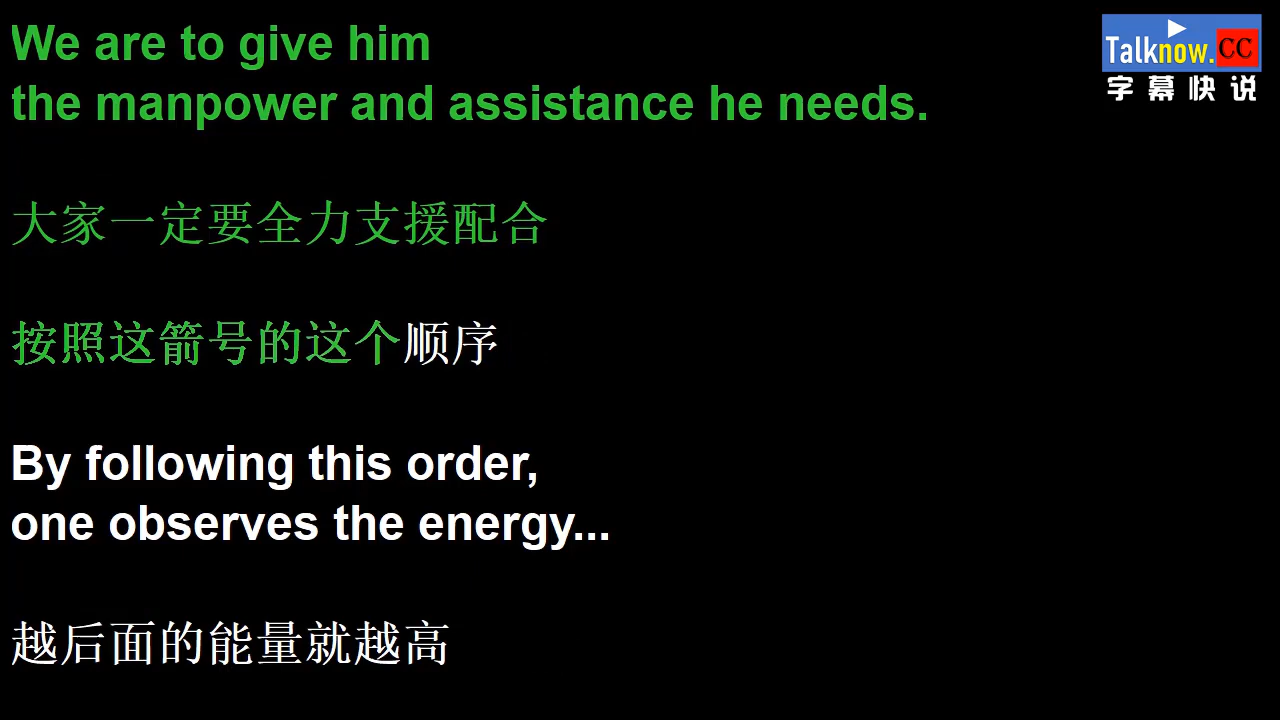 We are to give him
the manpower and assistance he needs.
大家一定要全力支援配合
按照这箭号的这个顺序
By following this order,
one observes the energy...
越后面的能量就越高
Talknow.CC
字幕快说